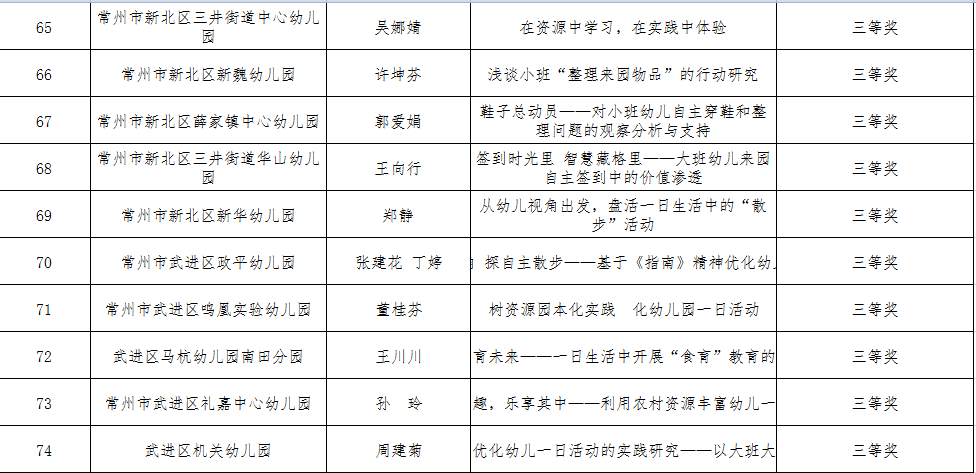 65 常州市新北区三井街道中心幼儿园 吴娜婧 在资源中学习，在实践中体验 三等奖
66 常州市新北区新魏幼儿园 许坤芬 浅谈小班“整理来园物品”的行动研究 三等奖
67 常州市新北区薛家镇中心幼儿园 郭爱娟 鞋子总动员——对小班幼儿自主穿鞋和整理问题的观察分析与支持 三等奖
68 常州市新北区三井街道华山幼儿园 王向行 签到时光里 智慧藏格里——大班幼儿来园自主签到中的价值渗透 三等奖
69 常州市新北区新华幼儿园 郑静 从幼儿视角出发，盘活一日生活中的“散步”活动 三等奖
70 常州市武进区政平幼儿园 张建花 丁婷 探自主散步——基于《指南》精神优化幼 三等奖
71 常州市武进区鸣凰实验幼儿园 董桂芬 树资源园本化实践 化幼儿园一日活动 三等奖
72 武进区马杭幼儿园南田分园 王川川 育未来——一日生活中开展“食育”教育的 三等奖
73 常州市武进区礼嘉中心幼儿园 孙 玲 趣，乐享其中——利用农村资源丰富幼儿一 三等奖
74 武进区机关幼儿园 周建菊 优化幼儿一日活动的实践研究——以大班大 三等奖